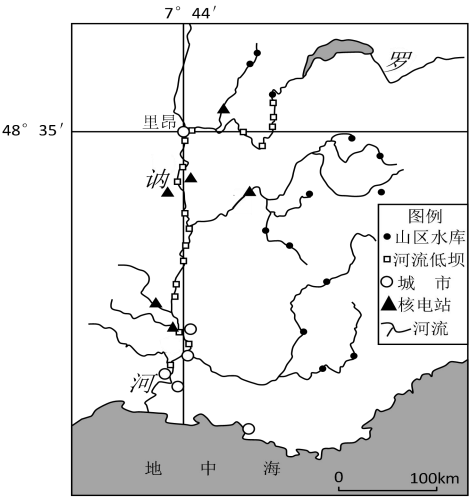 7° 44′
罗
48° 35′
里昂
讷
图例
山区水库
河流低坝
城 市
核电站
河流
河
地 中 海
0 100km